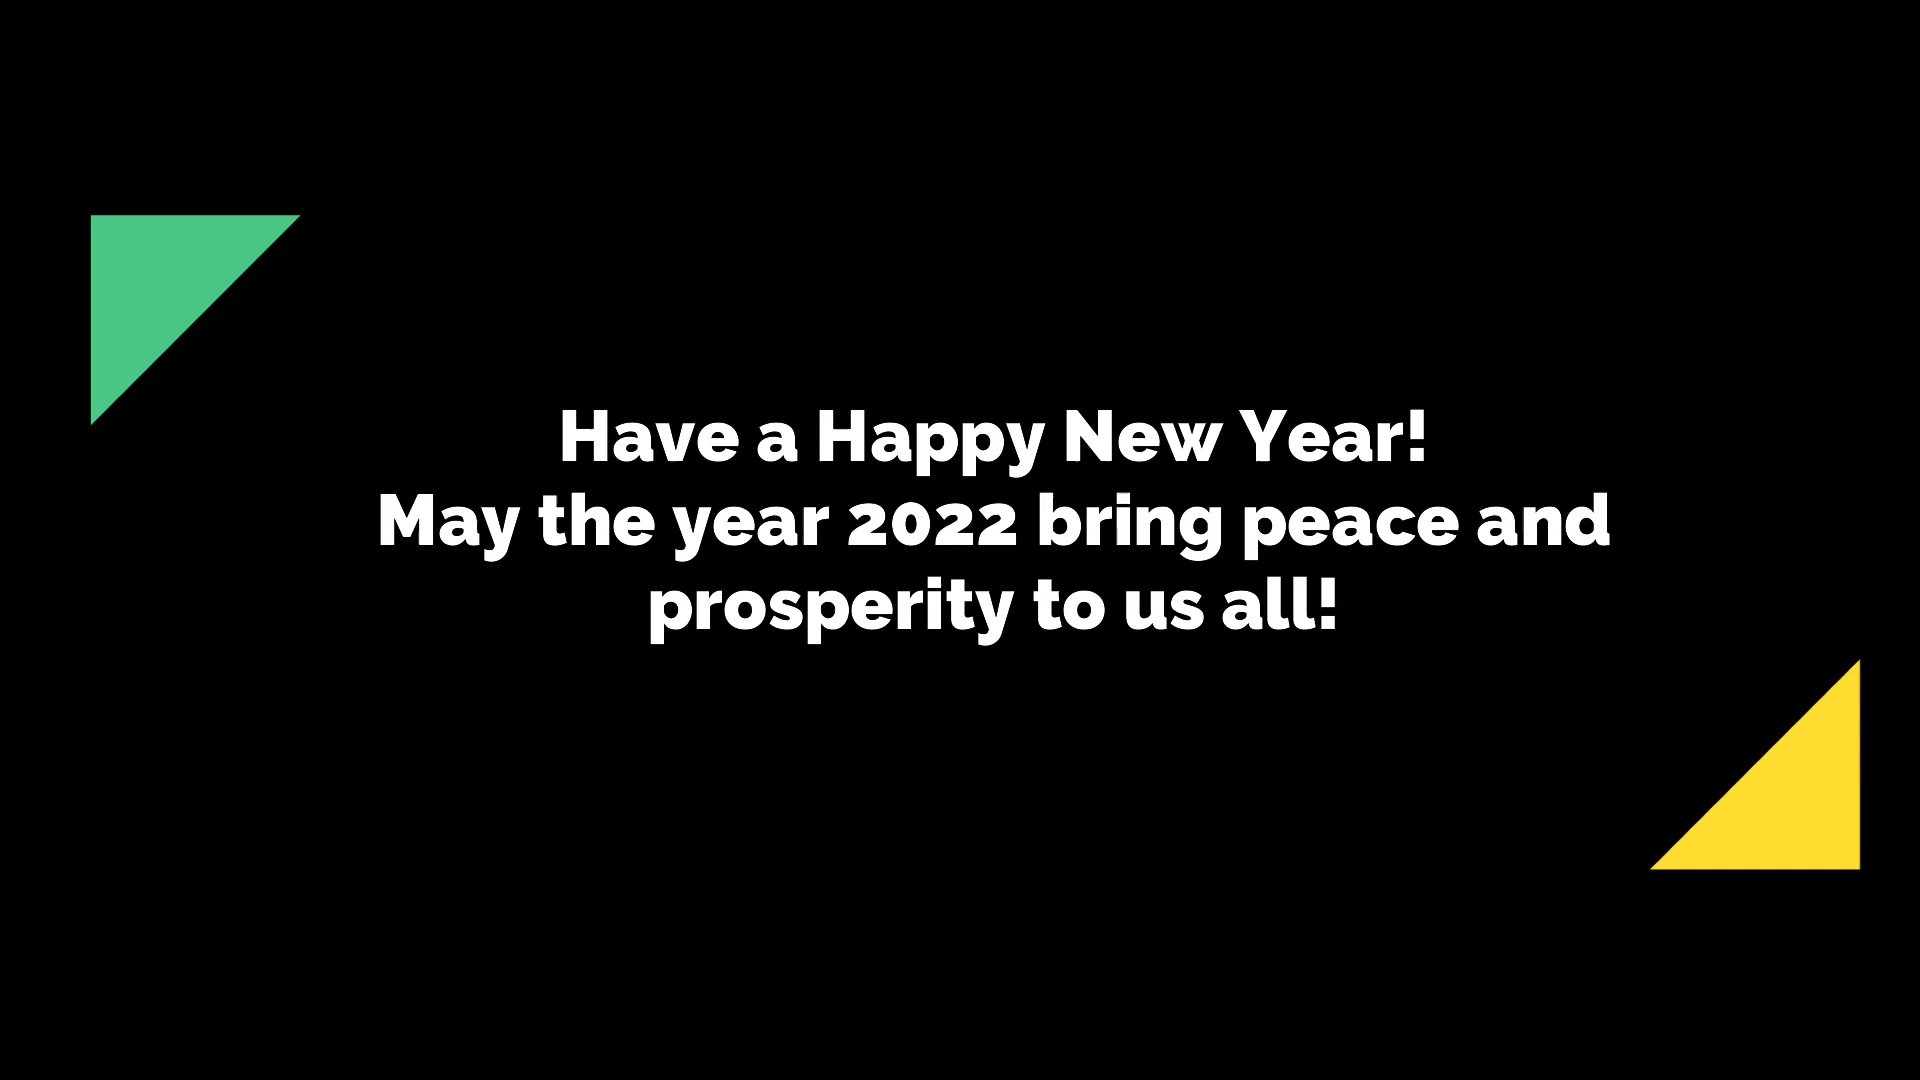 Have a Happy New Year!
May the year 2022 bring peace and
prosperity to us all!